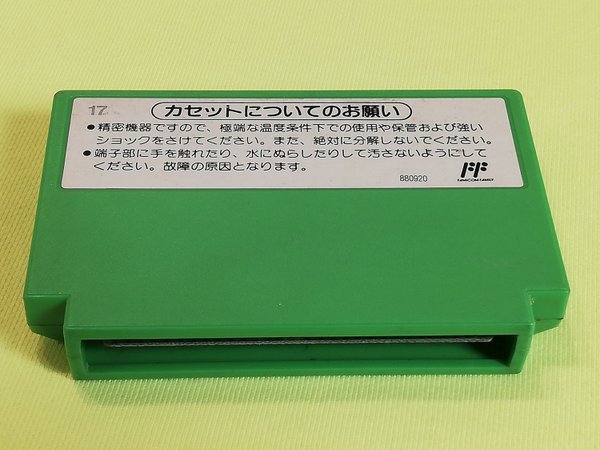 17
カセットについてのお願い
●精密機器ですので、極端な温度条件下での使用や保管および強い
ショックをさけてください。また、絶対に分解しないでください。
●端子部に手を触れたり、水にぬらしたりして汚さないようにして
ください。故障の原因となります。
880920
FF
FAMICOM FAMILY